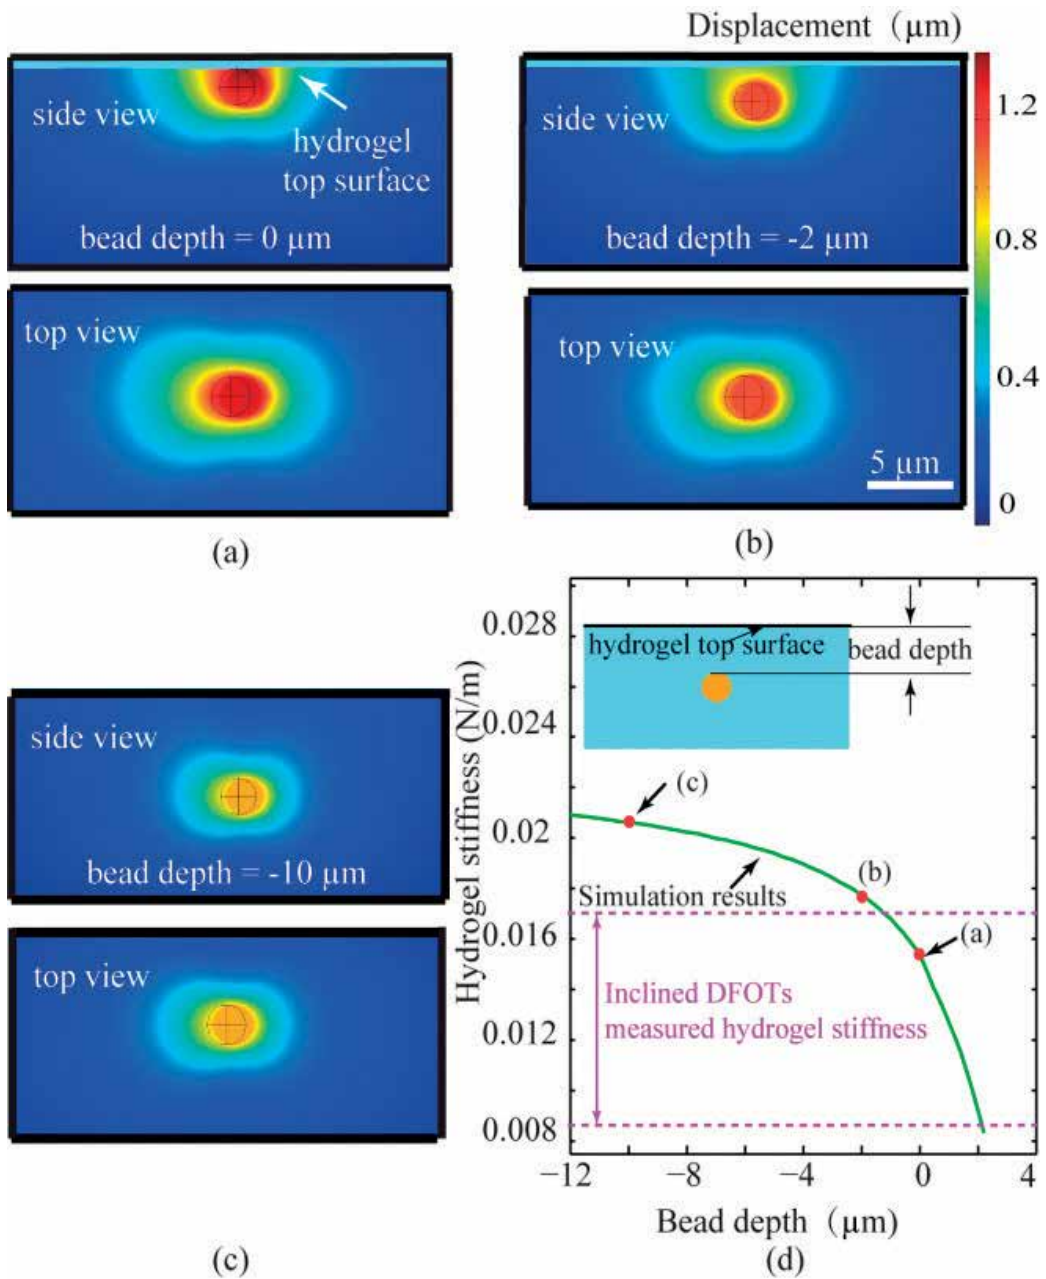 Displacement (μm)
side view
hydrogel
top surface
bead depth = 0 μm
side view
bead depth = -2 μm
1.2
0.8
0.4
0
top view
top view
5 μm
(a)
(b)
side view
bead depth = -10 μm
top view
(c)
Hydrogel stiffness (N/m)
0.028
0.024
0.02
0.016
0.012
0.008
hydrogel top surface
bead depth
(c)
(b)
Simulation results
(a)
Inclined DFOTs
measured hydrogel stiffness
−12
−8
−4
0
4
Bead depth (μm)
(d)